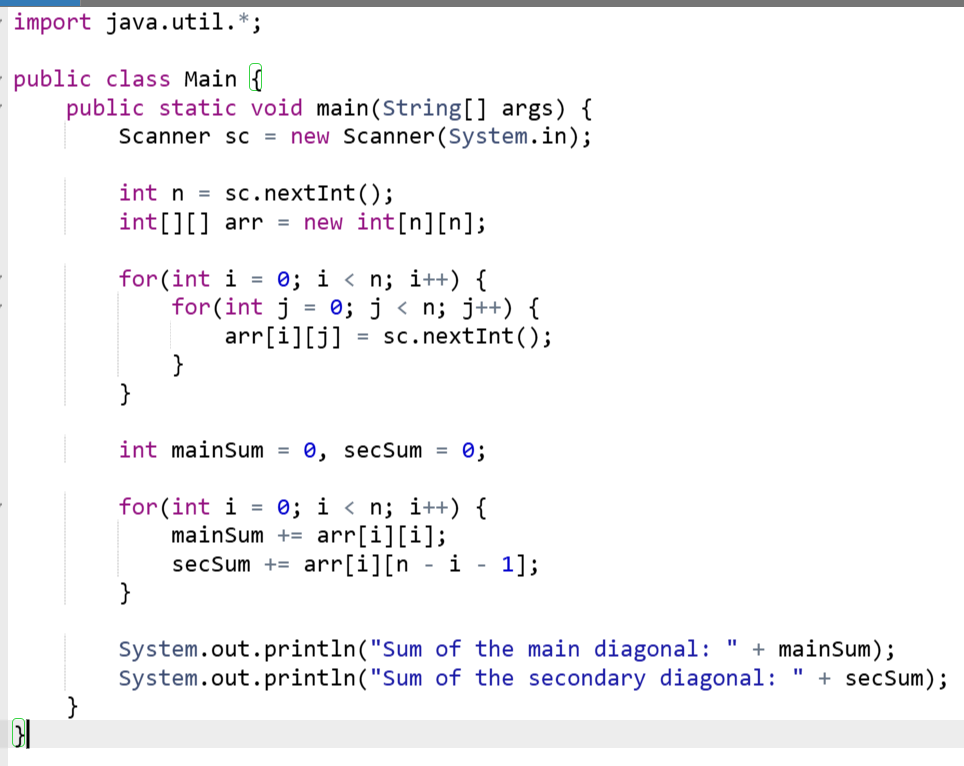 import java.util.*;
public class Main {
public static void main(String[] args) {
Scanner sc = new Scanner(System.in);
int n = sc.nextInt();
int[][] arr = new int[n][n];
for(int i = 0; i < n; i++) {
for(int j = 0; j < n; j++) {
arr[i][j] = sc.nextInt();
}
}
int mainSum = 0, secSum = 0;
for(int i = 0; i < n; i++) {
mainSum += arr[i][i];
secSum += arr[i][n - i - 1];
}
System.out.println("Sum of the main diagonal: " + mainSum);
System.out.println("Sum of the secondary diagonal: " + secSum);
}
}